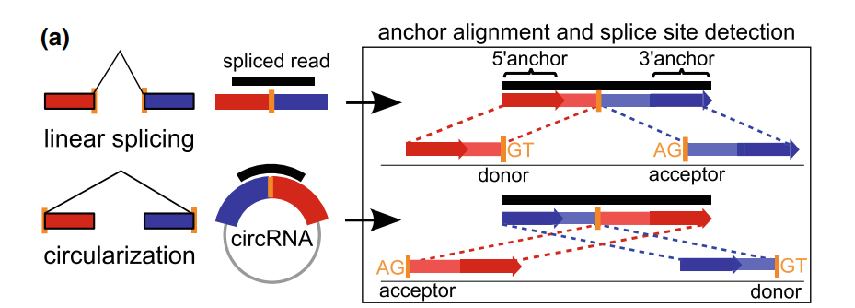 (a)
anchor alignment and splice site detection
spliced read
5'anchor
3'anchor
linear splicing
GT
AG
donor
acceptor
circRNA
circularization
AG
GT
acceptor
donor